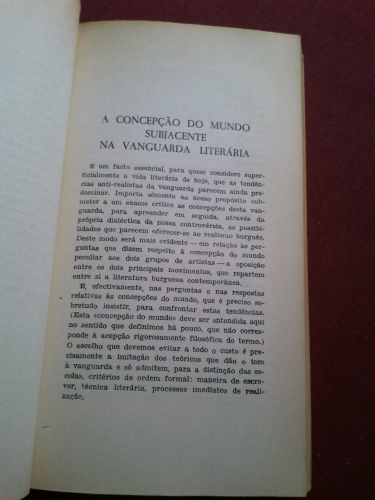 A CONCEPÇÃO DO MUNDO
SUBJACENTE
NA VANGUARDA LITERÁRIA
E um facto essencial, para quem considere super-
ficialmente a vida literária de hoje, que as tendên-
cias anti-realistas da vanguarda parecem ainda pre-
dominar. Importa sòmente ao nosso propósito sub-
meter a um exame crítico as concepções desta van-
guarda, para apreender em seguida, através da
própria dialéctica da nossa controvérsia, as possibi-
lidades que parecem oferecer-se ao realismo burguês.
Deste modo será mais evidente — em relação às per-
guntas que dizem respeito à concepção do mundo
peculiar aos dois grupos de artistas — a oposição
entre os dois principais movimentos, que repartem
entre si a literatura burguesa contemporânea.
E, efectivamente, nas perguntas e nas respostas
relativas às concepções do mundo, que é preciso so-
bretudo insistir, para confrontar estas tendências.
(Esta «concepção do mundo» deve ser entendida aqui
no sentido que definimos há pouco, que não corres-
ponde à acepção rigorosamente filosófica do termo.)
O escolho que devemos evitar a todo o custo é pre-
cisamente a imitação dos teóricos que dão o tom
à vanguarda e só admitem, para a distinção das es-
colas, critérios de ordem formal: maneira de escre-
ver, técnica literária, processos imediatos de reali-
zação.